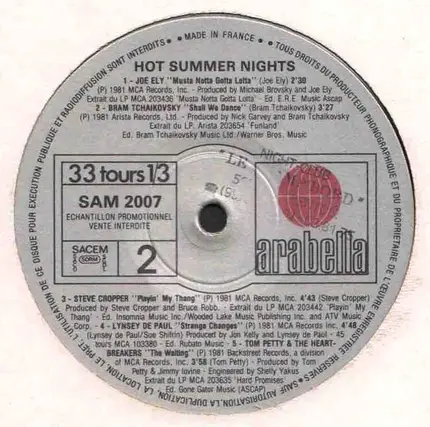 • MADE IN FRANCE •
TOUS DROITS DU PRODUCTEUR PHONOGRAPHIQUE ET DU PROPRIETAIRE DE L'ŒUVRE ENREGISTREE RESERVES • SAUF AUTORISATION, LA DUPLICATION, LA LOCATION, LE PRET, L'UTILISATION DE CE DISQUE POUR EXECUTION PUBLIQUE ET RADIODIFFUSION SONT INTERDITS •
HOT SUMMER NIGHTS
1 - JOE ELY "Musta Notta Gotta Lotta" (Joe Ely) 2'30
(P) 1981 MCA Records, Inc. - Produced by Michael Brovsky and Joe Ely
Extrait du LP MCA 203436 'Musta Notta Gotta Lotta' - Ed. E.R.E. Music Ascap
2 - BRAM TCHAIKOVSKY "Shall We Dance" (Bram Tchaikovsky) 3'27
(P) 1981 Arista Records, Ltd. - Produced by Nick Garvey and Bram Tchaikovsky
Extrait du LP. Arista 203654 'Funland'
Ed. Bram Tchaikovsky Music Ltd/Warner Bros. Music
33 tours 1/3
SAM 2007
ECHANTILLON PROMOTIONNEL
VENTE INTERDITE
SACEM
SDRM
2
LE
NIGHT CLUB
arabella
3 - STEVE CROPPER "Playin' My Thang" (P) 1981 MCA Records, Inc. 4'43 (Steve Cropper)
Produced by Steve Cropper and Bruce Robb. - Extrait du LP MCA 203442 'Playin' My
Thang' - Ed. Insomnia Music Inc/Wooded Lake Music Publishing Inc. and ATV Music
Corp. - 4 - LYNSEY DE PAUL "Strange Changes" (P) 1981 MCA Records, Inc. 4'48
(Lynsey de Paul/Sue Shifrin) Produced by Jon Kelly and Lynsey de Paul - 45
tours MCA 103380 - Ed. Rubato Music - 5 - TOM PETTY & THE HEART-
BREAKERS "The Waiting" (P) 1981 Backstreet Records, a division
of MCA Records, Inc. 3'58 (Tom Petty) - Produced by Tom
Petty & Jimmy Iovine - Engineered by Shelly Yakus
Extrait du LP MCA 203635 'Hard Promises'
Ed. Gone Gator Music (ASCAP)